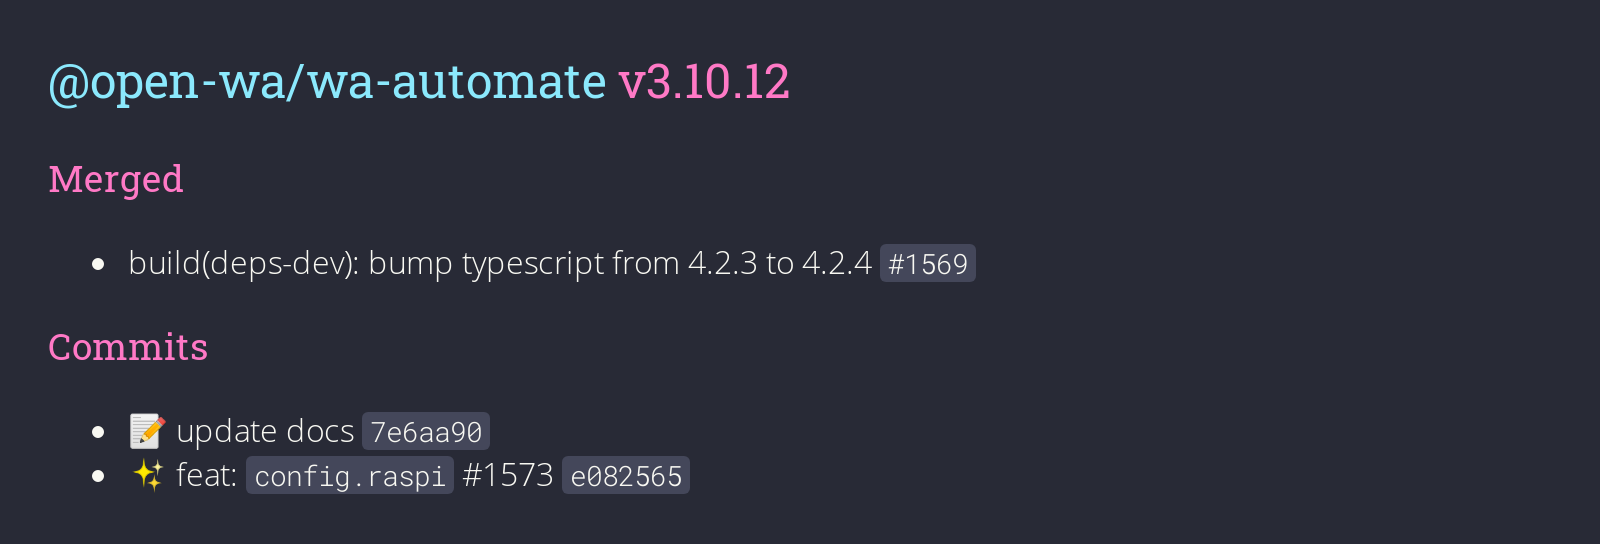 @open-wa/wa-automate v3.10.12
Merged
build(deps-dev): bump typescript from 4.2.3 to 4.2.4 #1569
Commits
📝 update docs 7e6aa90
✨ feat: config.raspi #1573 e082565